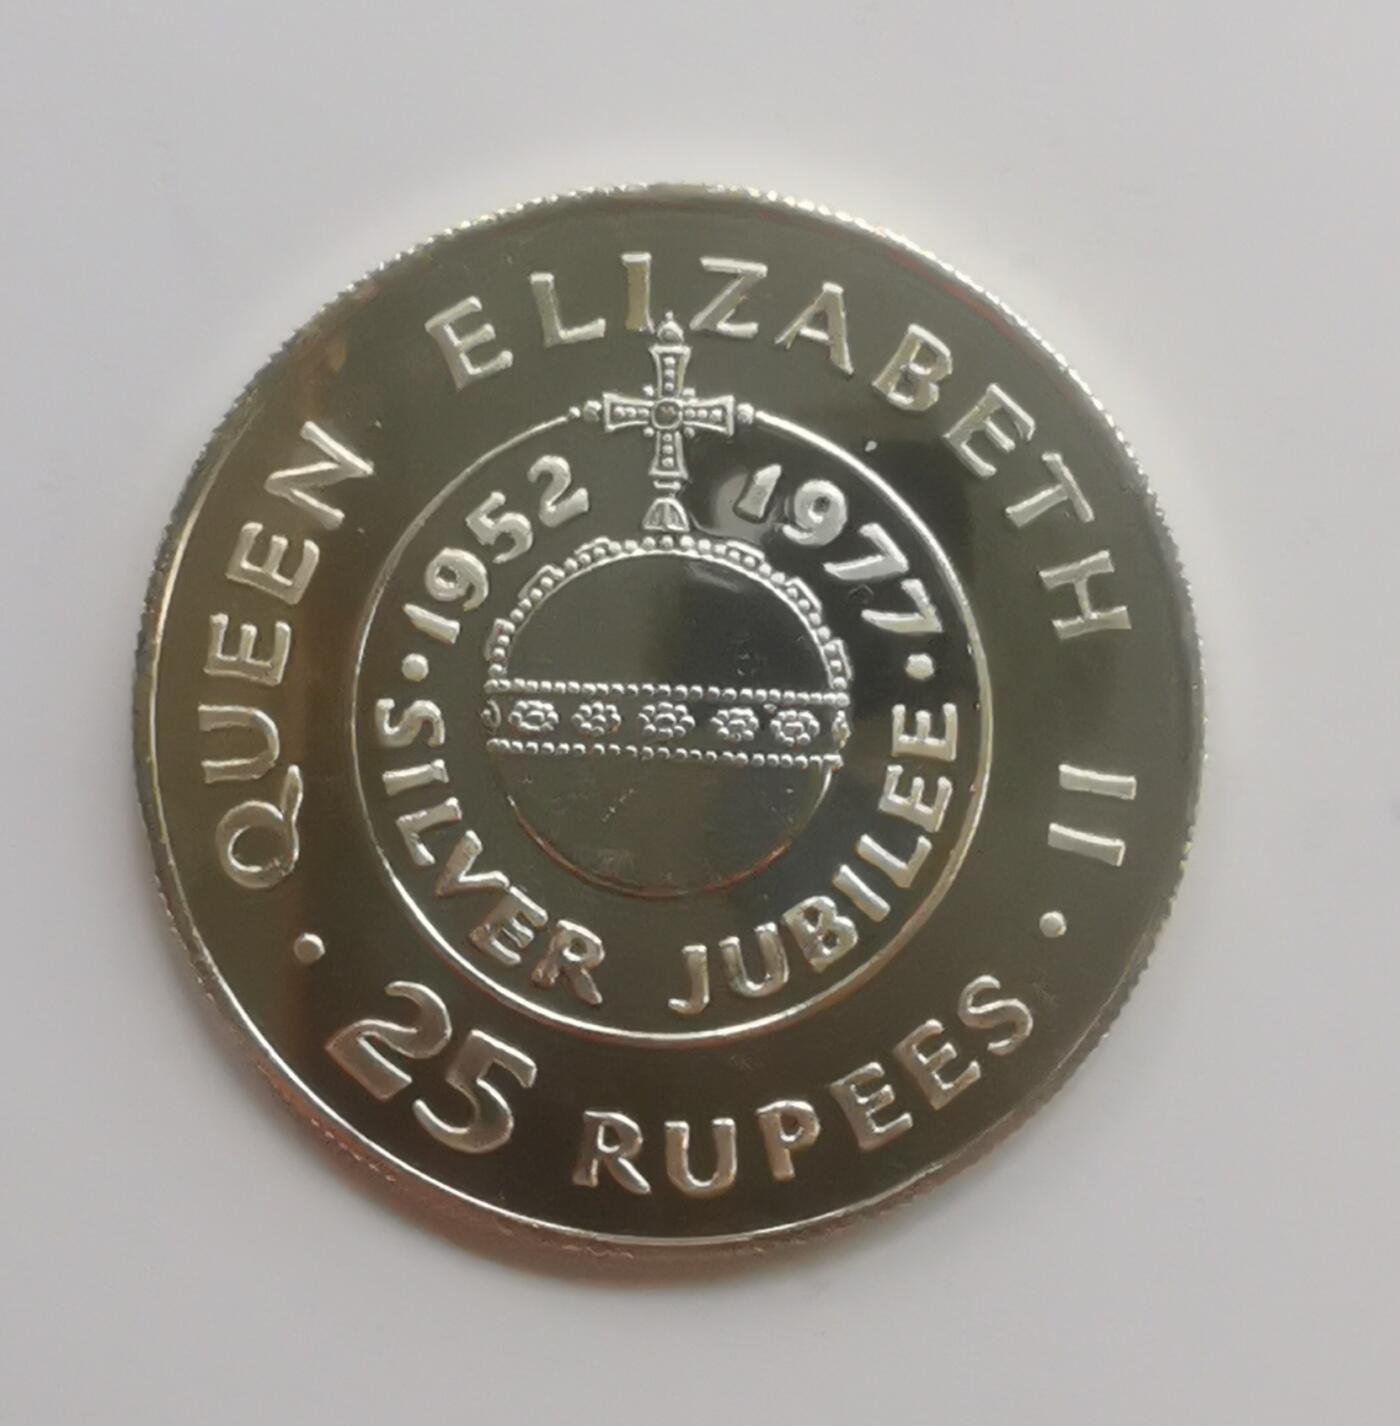 QUEEN ELIZABETH II
· 25 RUPEES ·
1952 1977
· SILVER JUBILEE ·